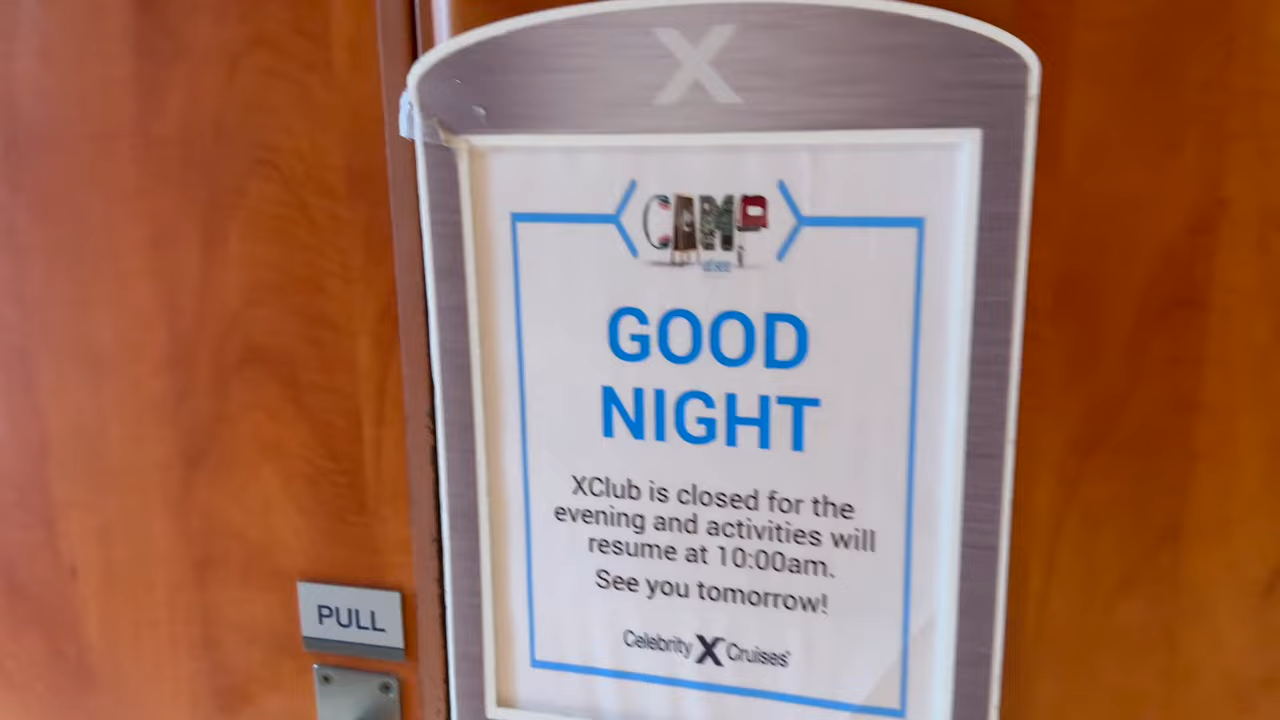 X
CAMP
GOOD
NIGHT
XClub is closed for the
evening and activities will
resume at 10:00am.
See you tomorrow!
Celebrity X Cruises
PULL